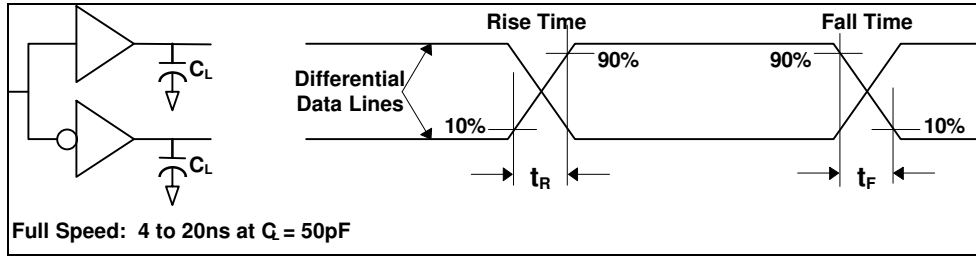 Rise Time
Fall Time
C_L
90%
90%
Differential
Data Lines
10%
10%
C_L
t_R
t_F
Full Speed: 4 to 20ns at C_L = 50pF